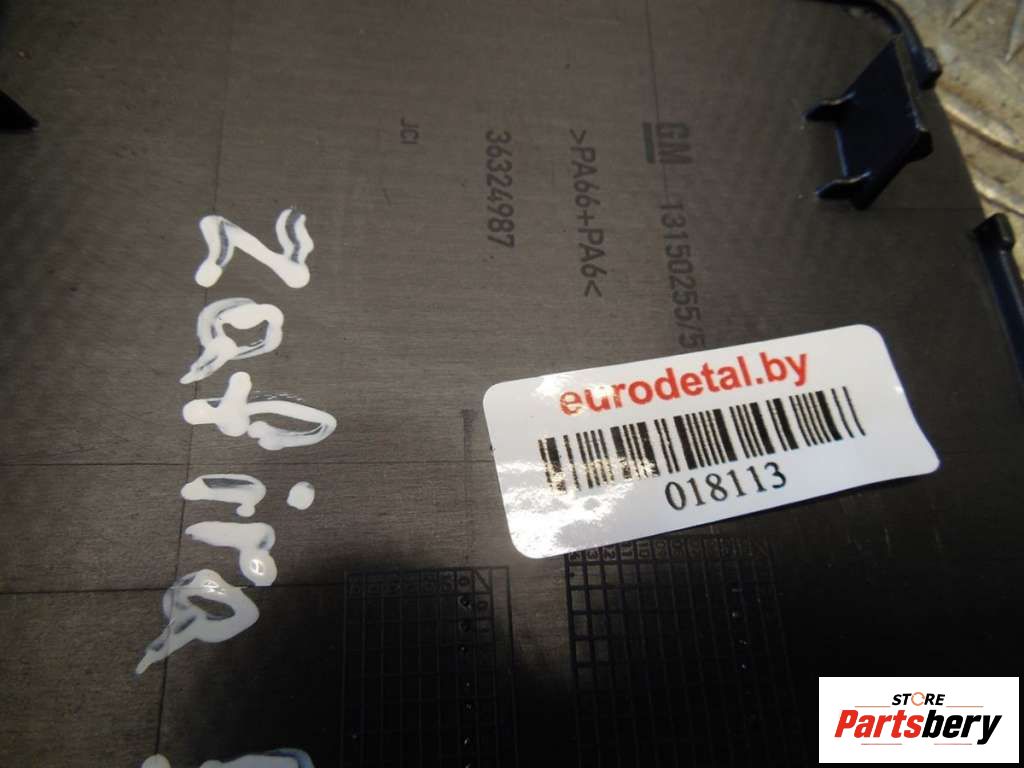 GM 13150255/5
>PA66+PA6<
36324987
JCI
Zafira
eurodetal.by
018113
STORE
Partsbery